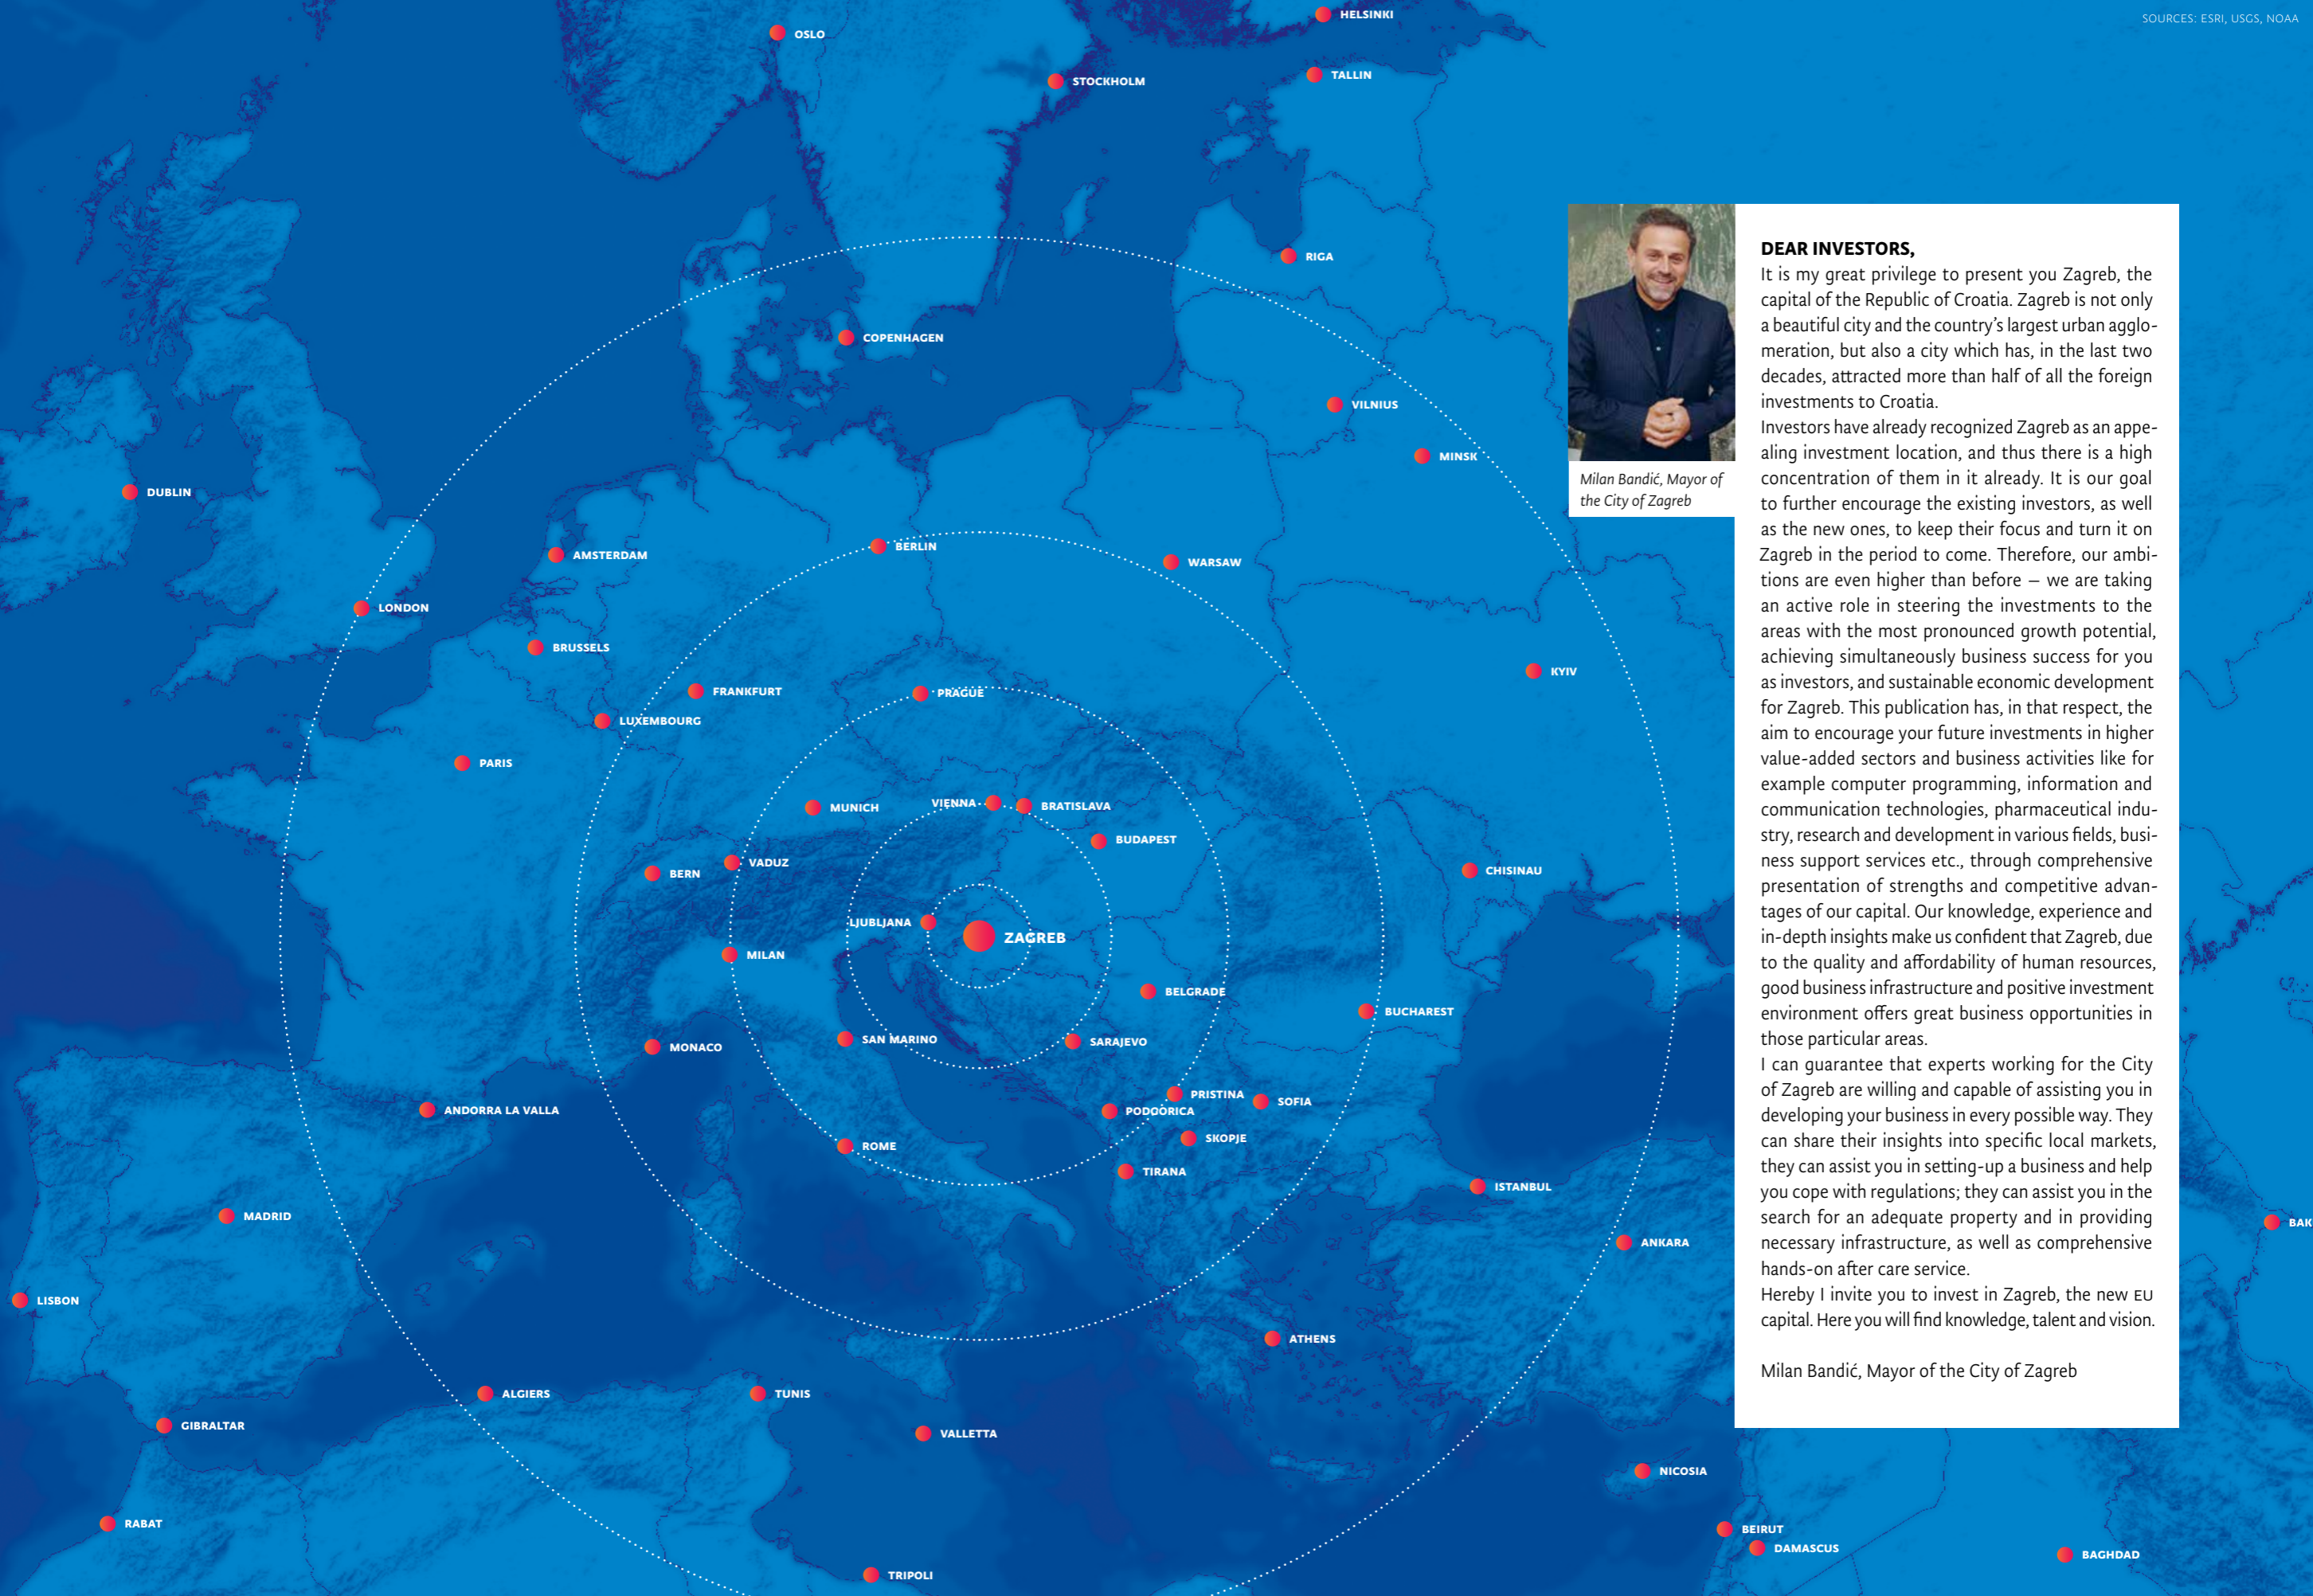 SOURCES: ESRI, USGS, NOAA
HELSINKI
OSLO
TALLIN
STOCKHOLM
RIGA
COPENHAGEN
VILNIUS
MINSK
DUBLIN
BERLIN
AMSTERDAM
WARSAW
LONDON
BRUSSELS
KYIV
FRANKFURT
PRAGUE
LUXEMBOURG
PARIS
VIENNA
BRATISLAVA
MUNICH
BUDAPEST
VADUZ
BERN
CHISINAU
LJUBLJANA
ZAGREB
MILAN
BELGRADE
BUCHAREST
SAN MARINO
SARAJEVO
MONACO
PRISTINA
SOFIA
ANDORRA LA VALLA
PODGORICA
SKOPJE
ROME
TIRANA
ISTANBUL
MADRID
BAK
ANKARA
LISBON
ATHENS
ALGIERS
TUNIS
GIBRALTAR
VALLETTA
NICOSIA
RABAT
BEIRUT
DAMASCUS
BAGHDAD
TRIPOLI
Milan Bandić, Mayor of
the City of Zagreb
DEAR INVESTORS,
It is my great privilege to present you Zagreb, the
capital of the Republic of Croatia. Zagreb is not only
a beautiful city and the country's largest urban agglo-
meration, but also a city which has, in the last two
decades, attracted more than half of all the foreign
investments to Croatia.
Investors have already recognized Zagreb as an appe-
aling investment location, and thus there is a high
concentration of them in it already. It is our goal
to further encourage the existing investors, as well
as the new ones, to keep their focus and turn it on
Zagreb in the period to come. Therefore, our ambi-
tions are even higher than before – we are taking
an active role in steering the investments to the
areas with the most pronounced growth potential,
achieving simultaneously business success for you
as investors, and sustainable economic development
for Zagreb. This publication has, in that respect, the
aim to encourage your future investments in higher
value-added sectors and business activities like for
example computer programming, information and
communication technologies, pharmaceutical indu-
stry, research and development in various fields, busi-
ness support services etc., through comprehensive
presentation of strengths and competitive advan-
tages of our capital. Our knowledge, experience and
in-depth insights make us confident that Zagreb, due
to the quality and affordability of human resources,
good business infrastructure and positive investment
environment offers great business opportunities in
those particular areas.
I can guarantee that experts working for the City
of Zagreb are willing and capable of assisting you in
developing your business in every possible way. They
can share their insights into specific local markets,
they can assist you in setting-up a business and help
you cope with regulations; they can assist you in the
search for an adequate property and in providing
necessary infrastructure, as well as comprehensive
hands-on after care service.
Hereby I invite you to invest in Zagreb, the new EU
capital. Here you will find knowledge, talent and vision.
Milan Bandić, Mayor of the City of Zagreb